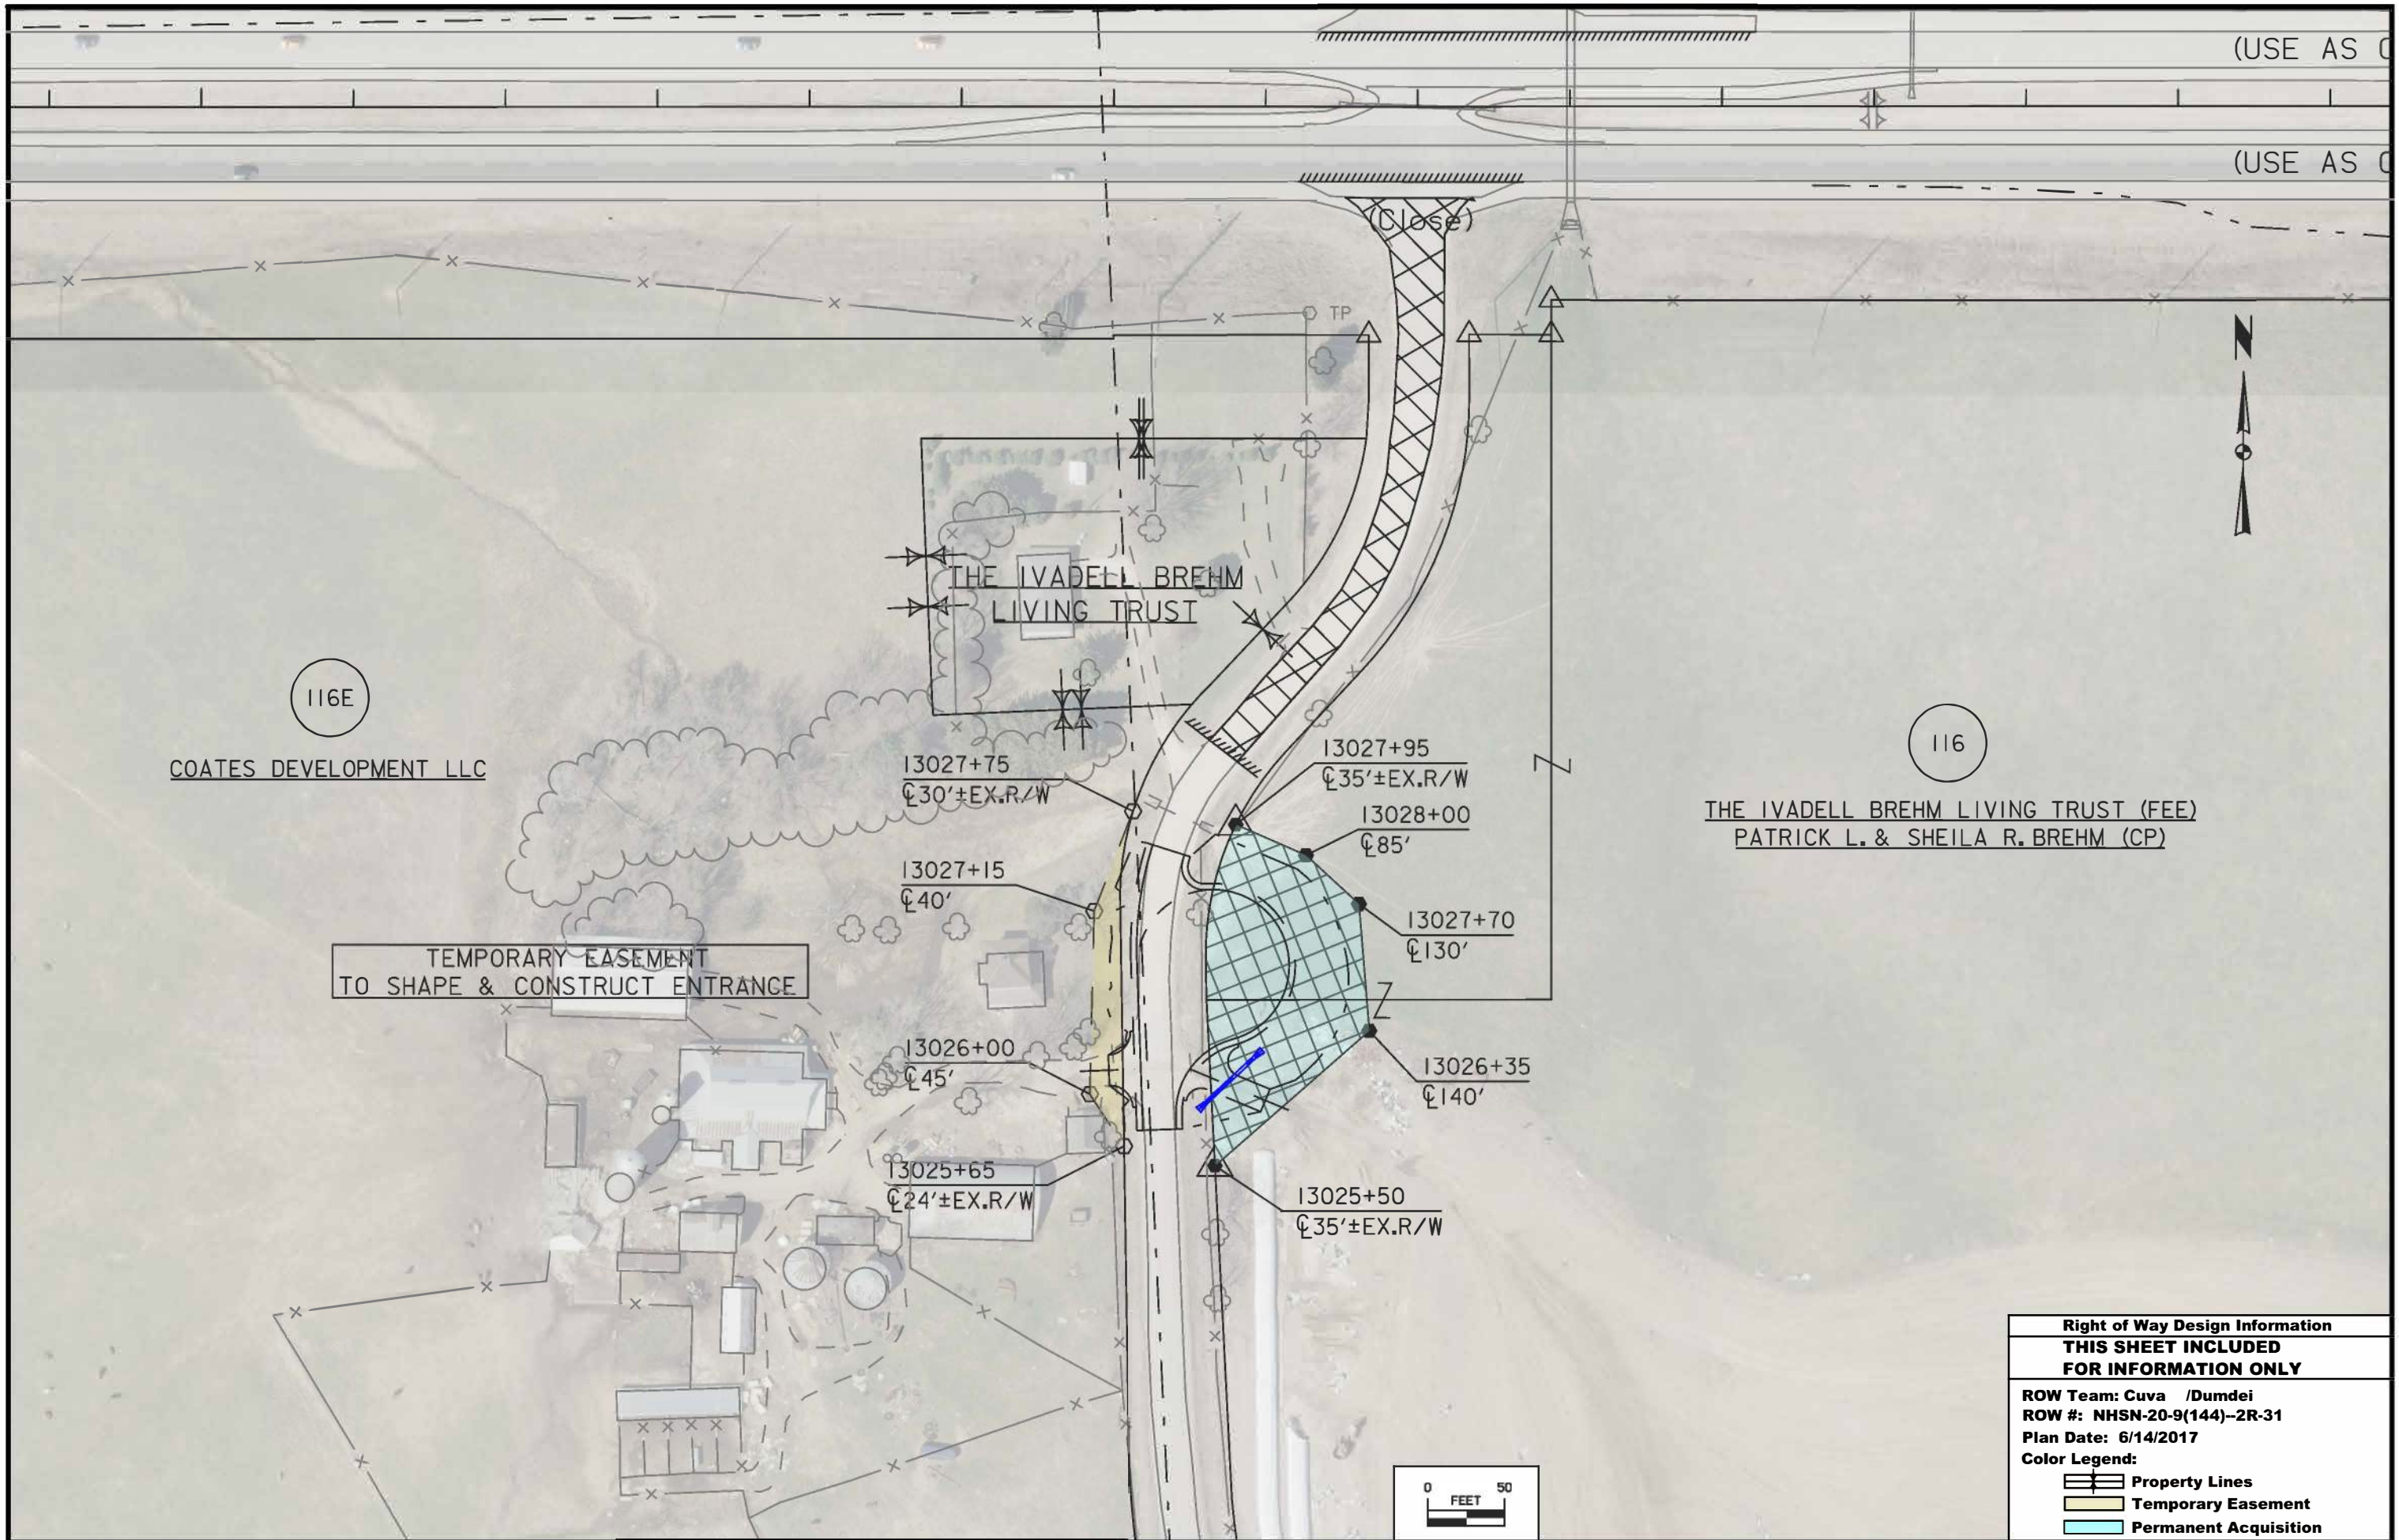 (USE AS
(USE AS
(Close)
TP
N
THE IVADELL BREHM
LIVING TRUST
116E
COATES DEVELOPMENT LLC
116
THE IVADELL BREHM LIVING TRUST (FEE)
PATRICK L. & SHEILA R. BREHM (CP)
13027+75
℄30'±EX.R/W
13027+95
℄35'±EX.R/W
13028+00
℄85'
13027+15
℄40'
13027+70
℄130'
TEMPORARY EASEMENT
TO SHAPE & CONSTRUCT ENTRANCE
Z
Z
13026+00
℄45'
13026+35
℄140'
13025+65
℄24'±EX.R/W
13025+50
℄35'±EX.R/W
0 50
FEET
Right of Way Design Information
THIS SHEET INCLUDED
FOR INFORMATION ONLY
ROW Team: Cuva /Dumdei
ROW #: NHSN-20-9(144)--2R-31
Plan Date: 6/14/2017
Color Legend:
Property Lines
Temporary Easement
Permanent Acquisition